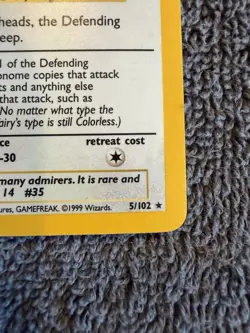 heads, the Defending
eep.
l of the Defending
onome copies that attack
ts and anything else
that attack, such as
No matter what type the
airy's type is still Colorless.)
ce
retreat cost
-30
many admirers. It is rare and
14 #35
ures, GAMEFREAK. ©1999 Wizards.
5/102 ★